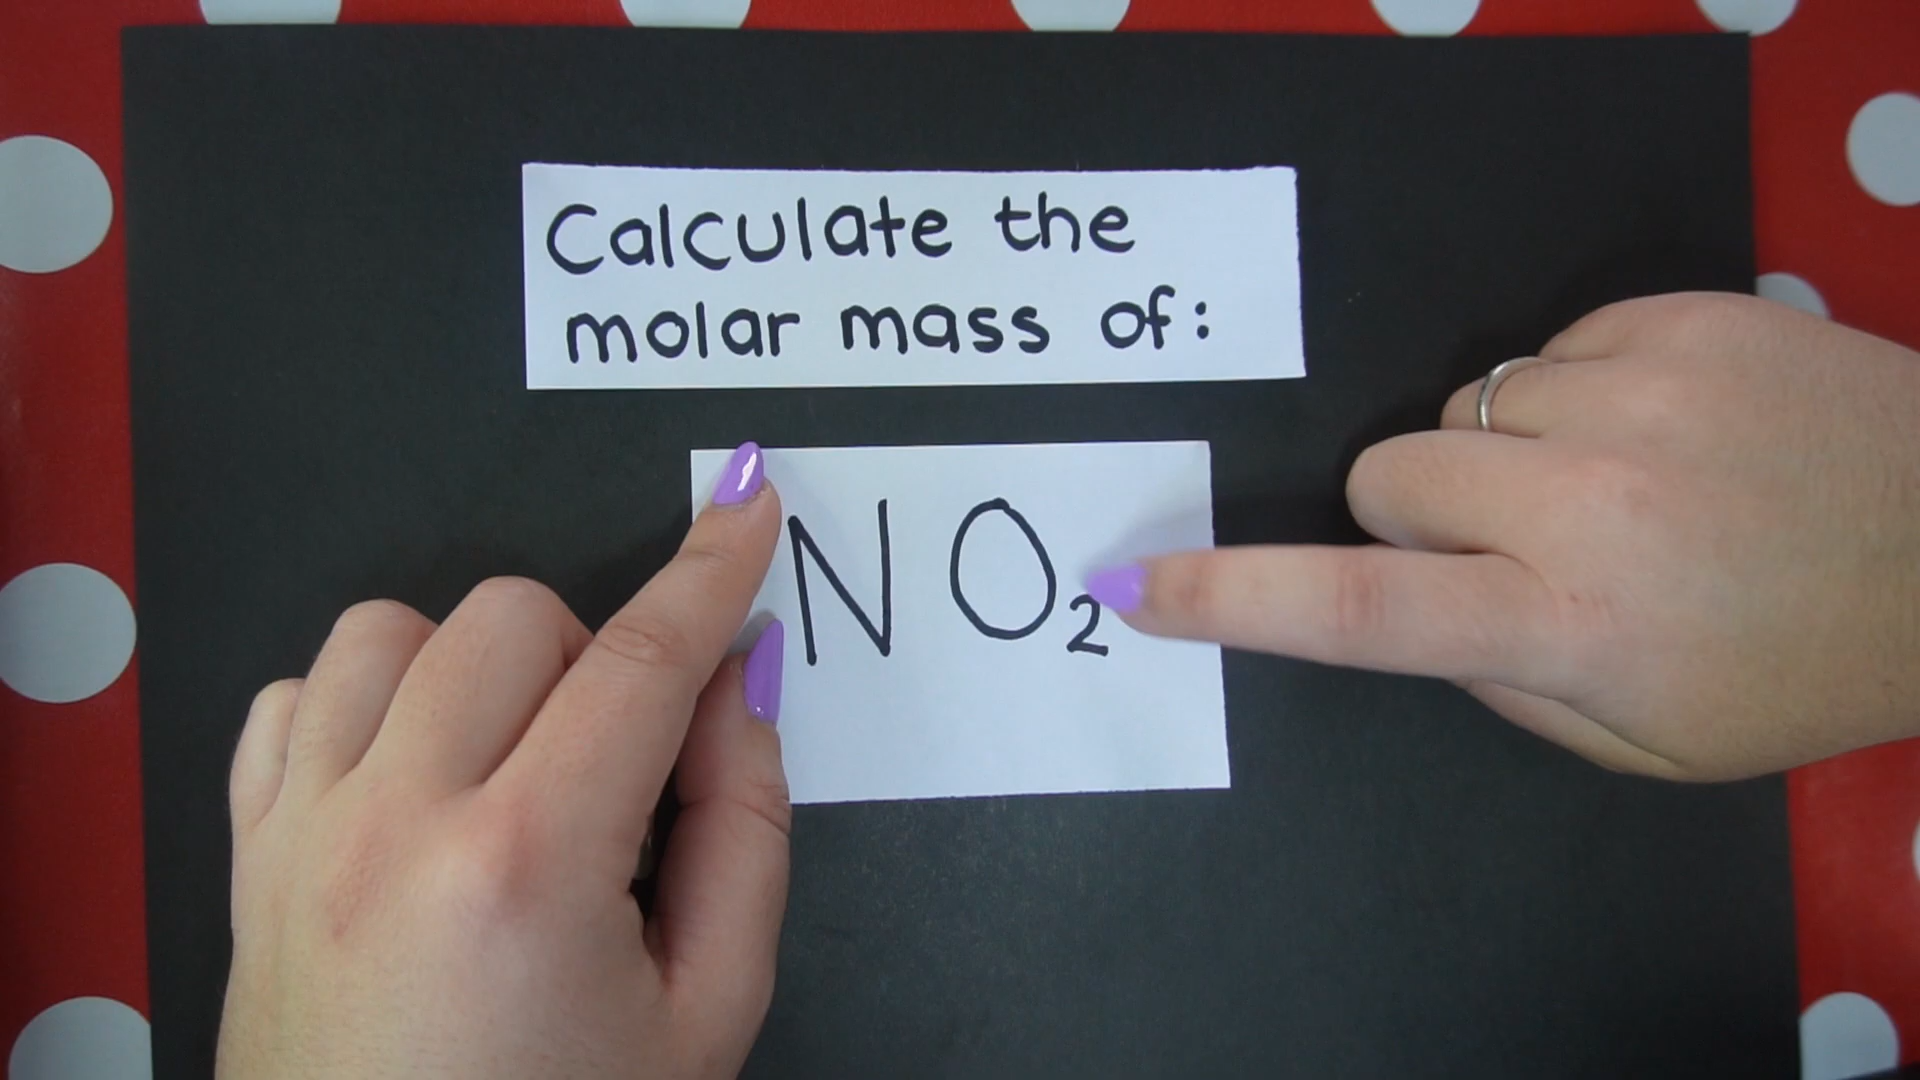 Calculate the
molar mass of:
NO₂